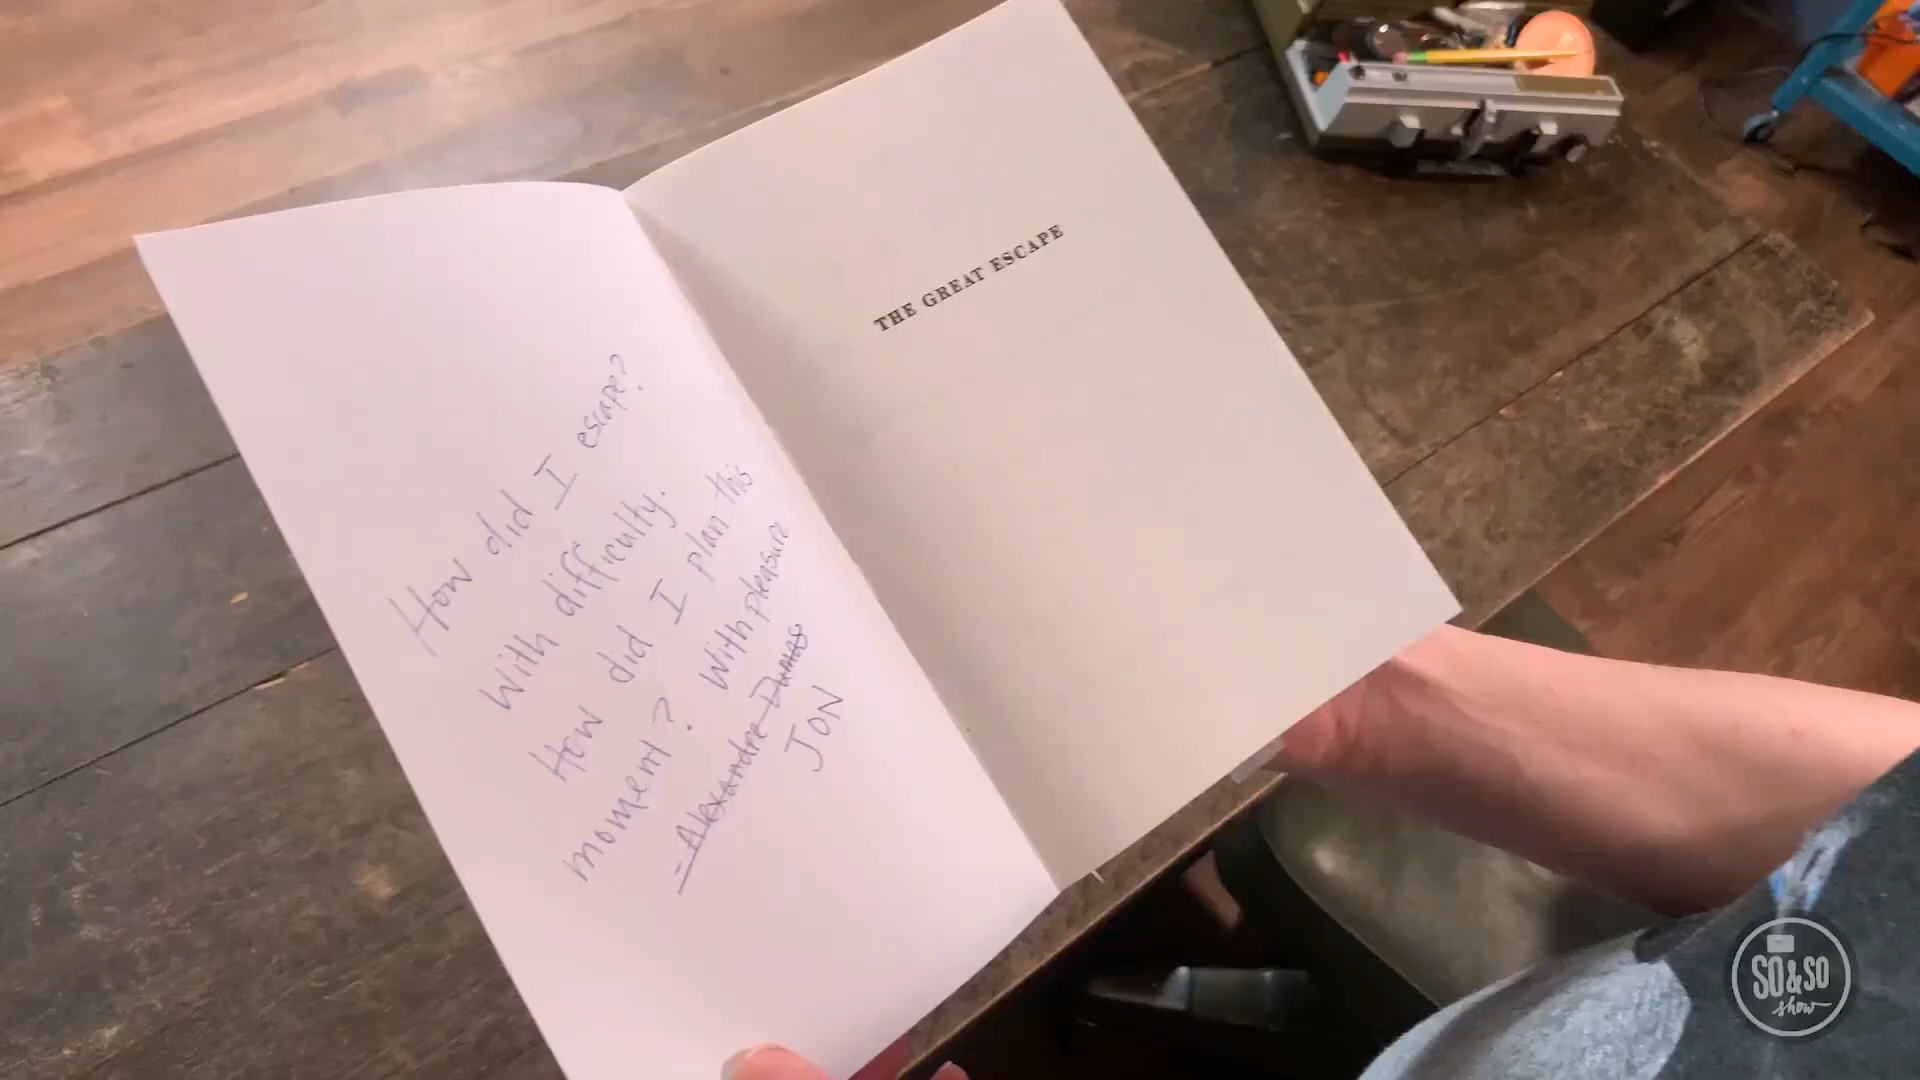 How did I escape?
With difficulty.
How did I plan this
moment? With pleasure
- Alexandre Dumas
JON
THE GREAT ESCAPE
SO & SO
show